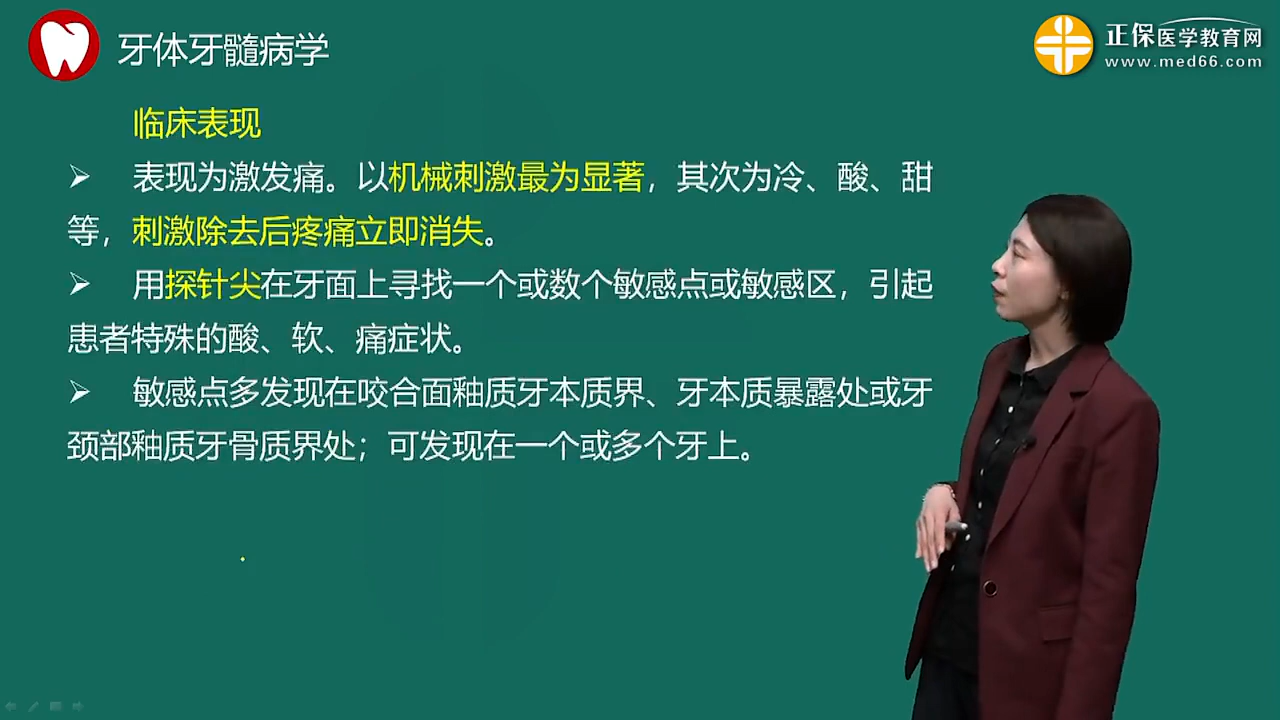 牙体牙髓病学
正保医学教育网
www.med66.com
临床表现
表现为激发痛。以机械刺激最为显著，其次为冷、酸、甜
等，刺激除去后疼痛立即消失。
用探针尖在牙面上寻找一个或数个敏感点或敏感区，引起
患者特殊的酸、软、痛症状。
敏感点多发现在咬合面釉质牙本质界、牙本质暴露处或牙
颈部釉质牙骨质界处；可发现在一个或多个牙上。